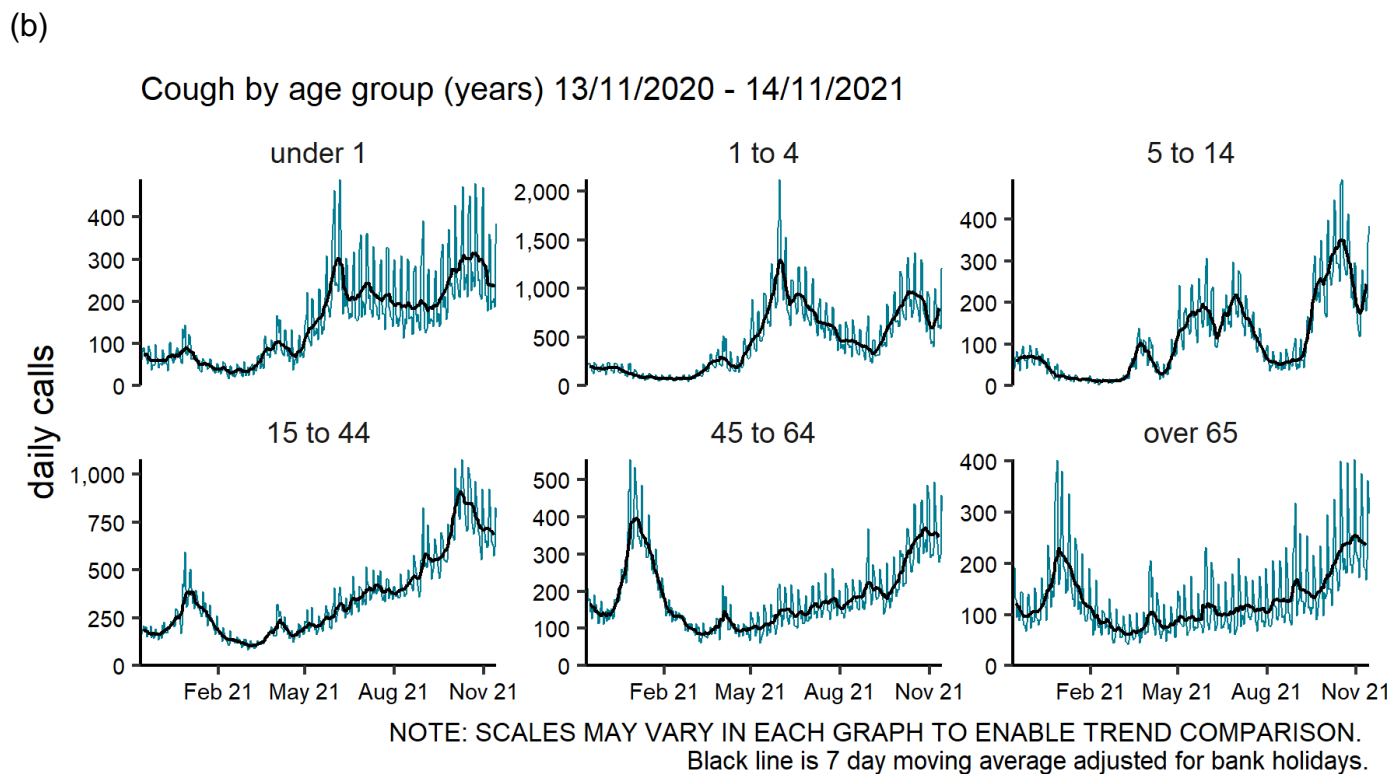 (b)
Cough by age group (years) 13/11/2020 - 14/11/2021
daily calls
under 1
400
300
200
100
0
1 to 4
2,000
1,500
1,000
500
0
5 to 14
400
300
200
100
0
15 to 44
1,000
750
500
250
0
Feb 21 May 21 Aug 21 Nov 21
45 to 64
500
400
300
200
100
0
Feb 21 May 21 Aug 21 Nov 21
over 65
400
300
200
100
0
Feb 21 May 21 Aug 21 Nov 21
NOTE: SCALES MAY VARY IN EACH GRAPH TO ENABLE TREND COMPARISON.
Black line is 7 day moving average adjusted for bank holidays.